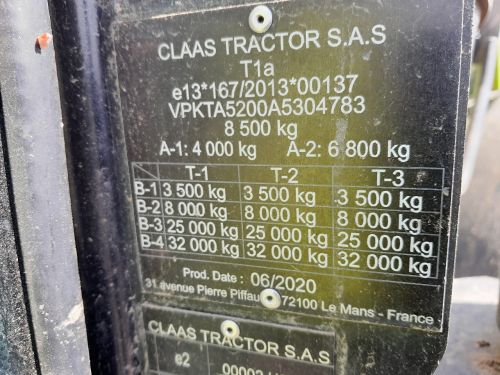 CLAAS TRACTOR S.A.S
T1a
e13*167/2013*00137
VPKTA5200A5304783
8 500 kg
A-1: 4 000 kg A-2: 6 800 kg
T-1 T-2 T-3
B-1 3 500 kg 3 500 kg 3 500 kg
B-2 8 000 kg 8 000 kg 8 000 kg
B-3 25 000 kg 25 000 kg 25 000 kg
B-4 32 000 kg 32 000 kg 32 000 kg
Prod. Date : 06/2020
31 avenue Pierre Piffau 72100 Le Mans - France
CLAAS TRACTOR S.A.S
e2